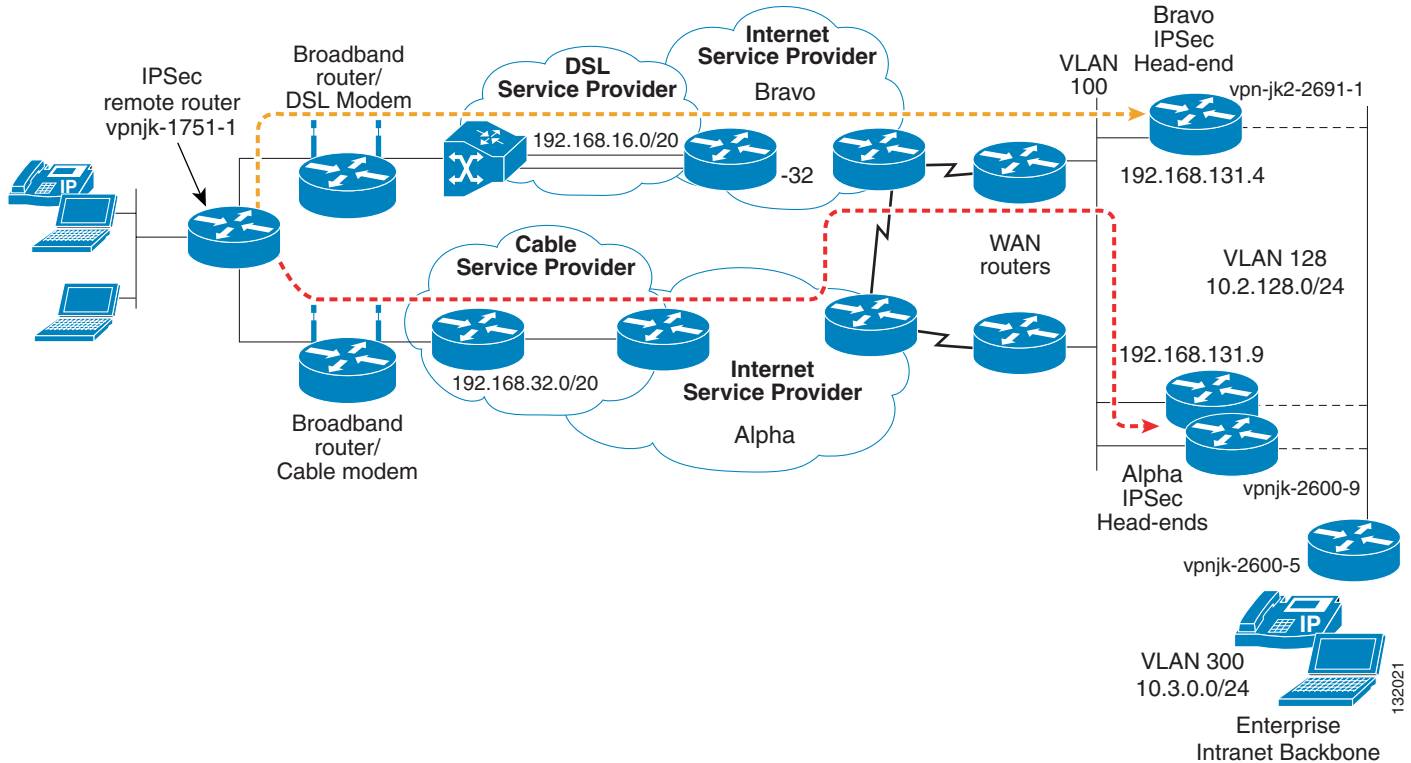 IPSec
remote router
vpnjk-1751-1
Broadband
router/
DSL Modem
DSL
Service Provider
Internet
Service Provider
Bravo
192.168.16.0/20
-32
VLAN
100
Bravo
IPSec
Head-end
vpn-jk2-2691-1
192.168.131.4
IP
Cable
Service Provider
WAN
routers
VLAN 128
10.2.128.0/24
192.168.32.0/20
Internet
Service Provider
Alpha
192.168.131.9
Broadband
router/
Cable modem
Alpha
IPSec
Head-ends
vpnjk-2600-9
vpnjk-2600-5
IP
VLAN 300
10.3.0.0/24
Enterprise
Intranet Backbone
132021